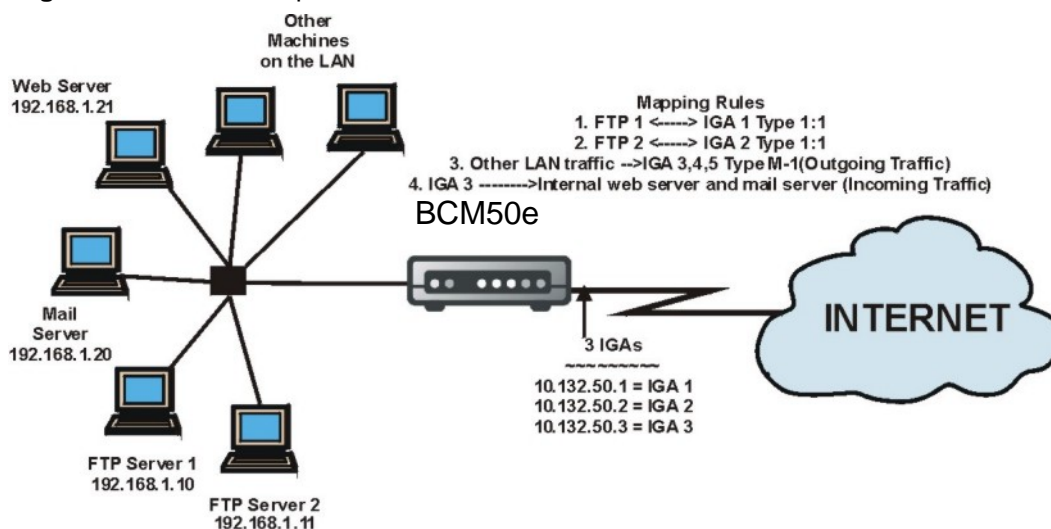 Other
Machines
on the LAN
Web Server
192.168.1.21
Mapping Rules
1. FTP 1 <-----> IGA 1 Type 1:1
2. FTP 2 <-----> IGA 2 Type 1:1
3. Other LAN traffic -->IGA 3,4,5 Type M-1(Outgoing Traffic)
4. IGA 3 -------->Internal web server and mail server (Incoming Traffic)
BCM50e
INTERNET
Mail
Server
192.168.1.20
3 IGAs
~~~~~~~~~
10.132.50.1 = IGA 1
10.132.50.2 = IGA 2
10.132.50.3 = IGA 3
FTP Server 1
192.168.1.10
FTP Server 2
192.168.1.11